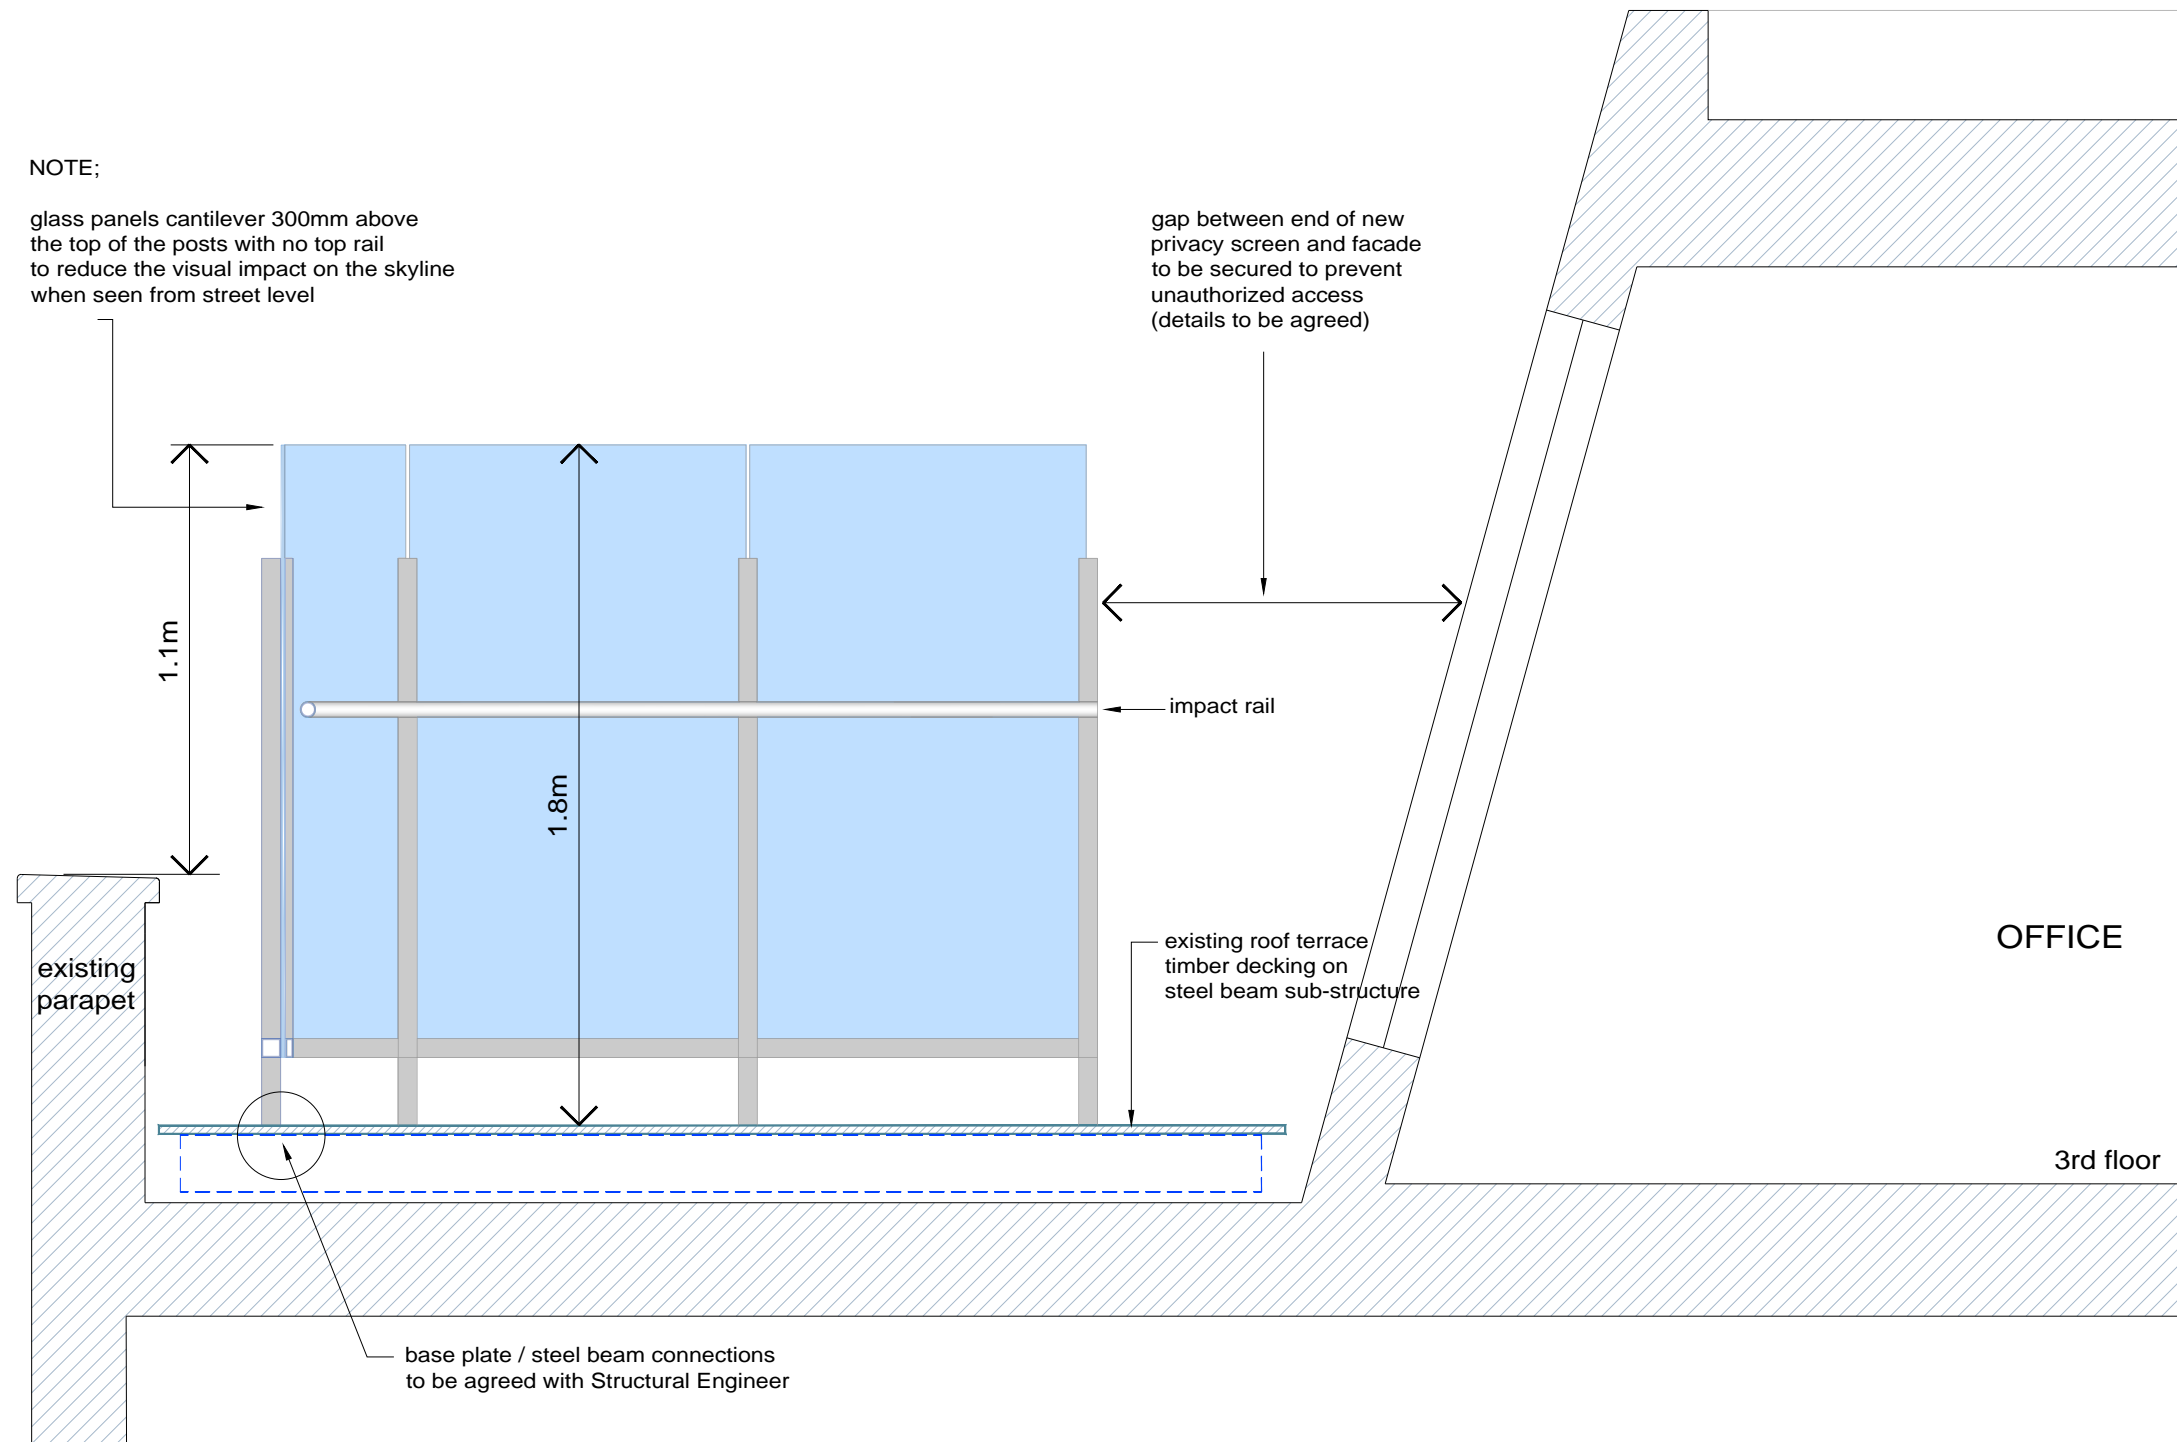 NOTE;
glass panels cantilever 300mm above
the top of the posts with no top rail
to reduce the visual impact on the skyline
when seen from street level
gap between end of new
privacy screen and facade
to be secured to prevent
unauthorized access
(details to be agreed)
1.1m
1.8m
impact rail
existing
parapet
existing roof terrace
timber decking on
steel beam sub-structure
OFFICE
3rd floor
base plate / steel beam connections
to be agreed with Structural Engineer